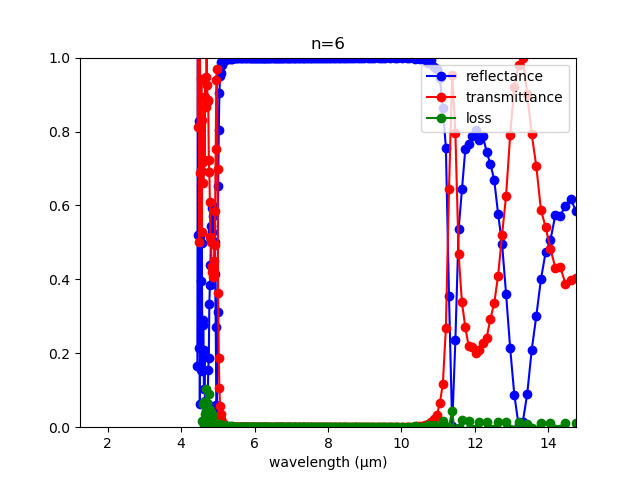 n=6
1.0
0.8
0.6
0.4
0.2
0.0
reflectance
transmittance
loss
2 4 6 8 10 12 14
wavelength (μm)